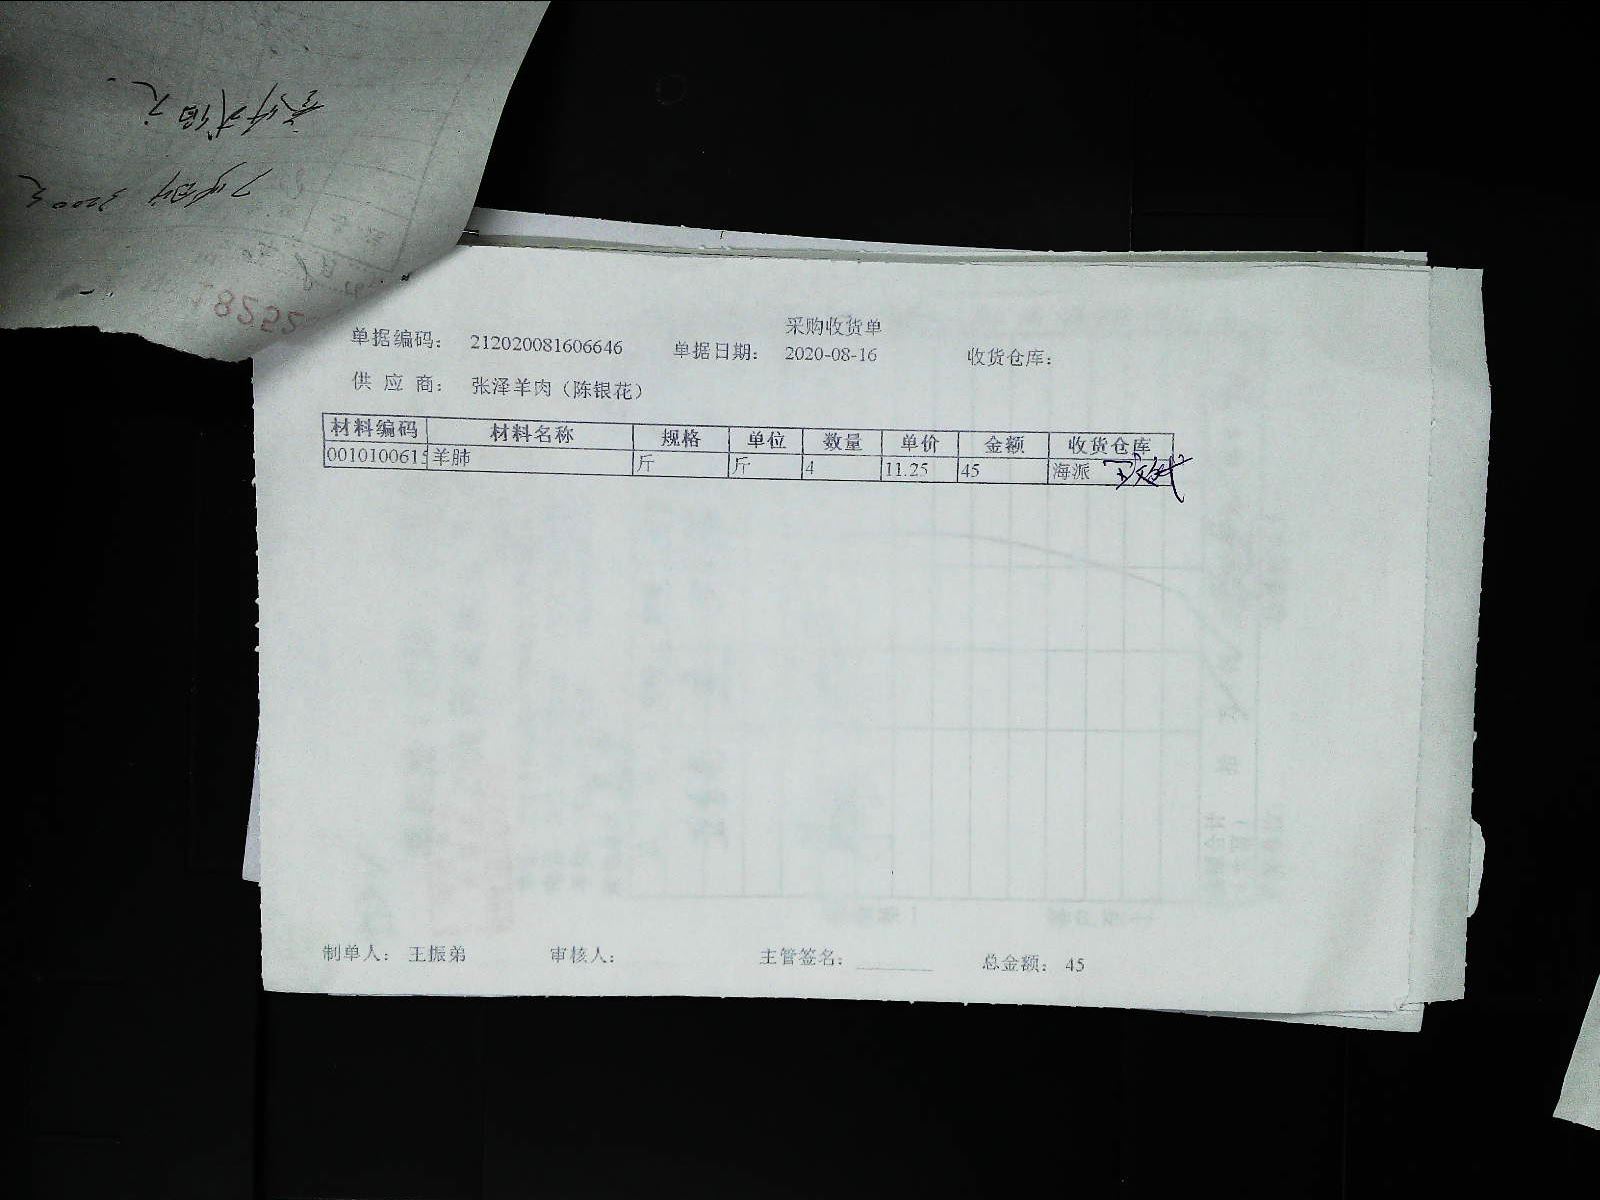 采购收货单
单据编码： 212020081606646 单据日期： 2020-08-16 收货仓库：
供 应 商： 张泽羊肉（陈银花）
材料编码 材料名称 规格 单位 数量 单价 金额 收货仓库
0010100615 羊肺 斤 斤 4 11.25 45 海派
制单人： 王振弟 审核人： 主管签名： 总金额： 45